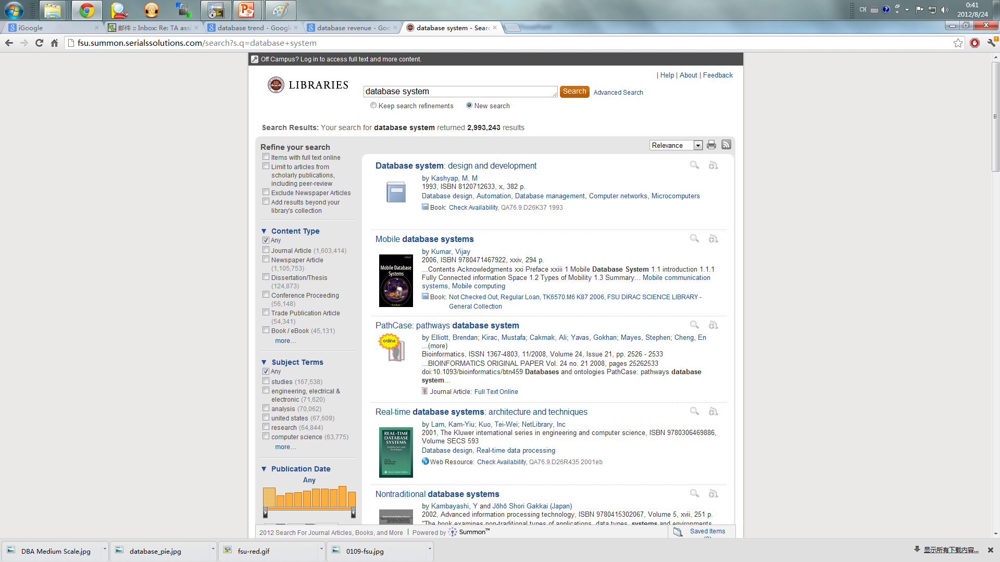 CH
0:41
2012/8/24
iGoogle
邮件 :: Inbox: Re: TA assi
database trend - Google
database revenue - Goo
database system - Searc
fsu.summon.serialssolutions.com/search?s.q=database+system
Off Campus? Log in to access full text and more content.
| Help | About | Feedback
LIBRARIES
database system
Search
Advanced Search
Keep search refinements
New search
Search Results: Your search for database system returned 2,993,243 results
Relevance
Refine your search
Items with full text online
Limit to articles from
scholarly publications,
including peer-review
Exclude Newspaper Articles
Add results beyond your
library's collection
Content Type
Any
Journal Article (1,603,414)
Newspaper Article
(1,105,753)
Dissertation/Thesis
(124,873)
Conference Proceeding
(56,148)
Trade Publication Article
(54,341)
Book / eBook (45,131)
more...
Subject Terms
Any
studies (167,538)
engineering, electrical &
electronic (71,620)
analysis (70,062)
united states (67,609)
research (64,844)
computer science (63,775)
more...
Publication Date
Any
Database system: design and development
by Kashyap, M. M
1993, ISBN 8120712633, x, 382 p.
Database design, Automation, Database management, Computer networks, Microcomputers
Book: Check Availability, QA76.9.D26K37 1993
Mobile database systems
Mobile Database
Systems
by Kumar, Vijay
2006, ISBN 9780471467922, xxiv, 294 p.
...Contents Acknowledgments xxi Preface xxiii 1 Mobile Database System 1.1 introduction 1.1.1
Fully Connected information Space 1.2 Types of Mobility 1.3 Summary... Mobile communication
systems, Mobile computing
Book: Not Checked Out, Regular Loan, TK6570.M6 K87 2006, FSU DIRAC SCIENCE LIBRARY -
General Collection
PathCase: pathways database system
online
by Elliott, Brendan; Kirac, Mustafa; Cakmak, Ali; Yavas, Gokhan; Mayes, Stephen; Cheng, En
...(more)
Bioinformatics, ISSN 1367-4803, 11/2008, Volume 24, Issue 21, pp. 2526 - 2533
...BIOINFORMATICS ORIGINAL PAPER Vol. 24 no. 21 2008, pages 25262533
doi:10.1093/bioinformatics/btn459 Databases and ontologies PathCase: pathways database
system...
Journal Article: Full Text Online
Real-time database systems: architecture and techniques
REAL-TIME
DATABASE
SYSTEMS
by Lam, Kam-Yiu; Kuo, Tei-Wei; NetLibrary, Inc
2001, The Kluwer international series in engineering and computer science, ISBN 9780306469886,
Volume SECS 593
Database design, Real-time data processing
Web Resource: Check Availability, QA76.9.D26R435 2001eb
Nontraditional database systems
by Kambayashi, Y and Jōhō Shori Gakkai (Japan)
2002, Advanced information processing technology, ISBN 9780415302067, Volume 5, xvii, 251 p.
"The book examines non-traditional types of applications, data types, systems and environments
2012 Search For Journal Articles, Books, and More | Powered by Summon™
Saved Items
DBA Medium Scale.jpg
database_pie.jpg
fsu-red.gif
0109-fsu.jpg
显示所有下载内容...